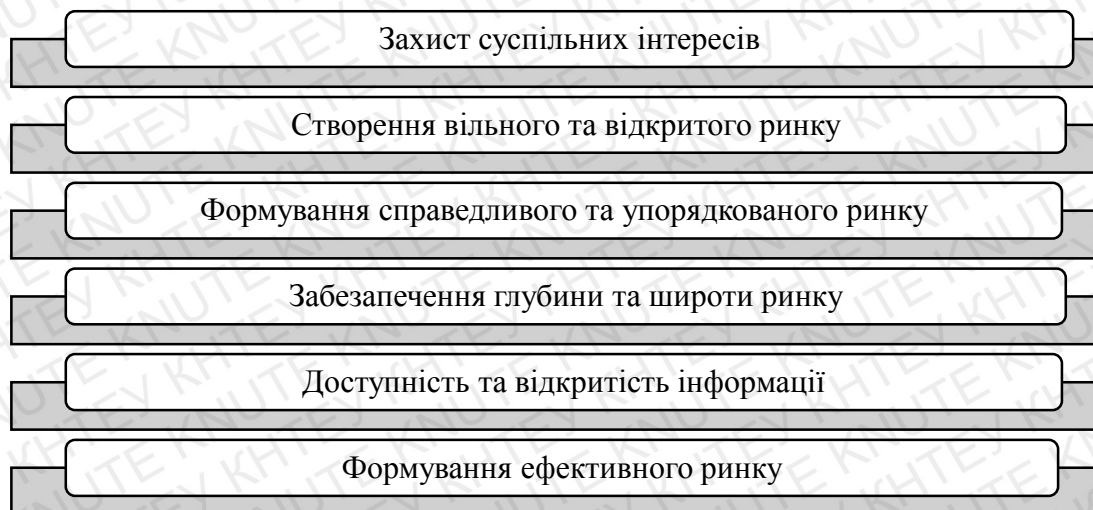 Захист суспільних інтересів
Створення вільного та відкритого ринку
Формування справедливого та упорядкованого ринку
Забезапечення глубини та широти ринку
Доступність та відкритість інформації
Формування ефективного ринку